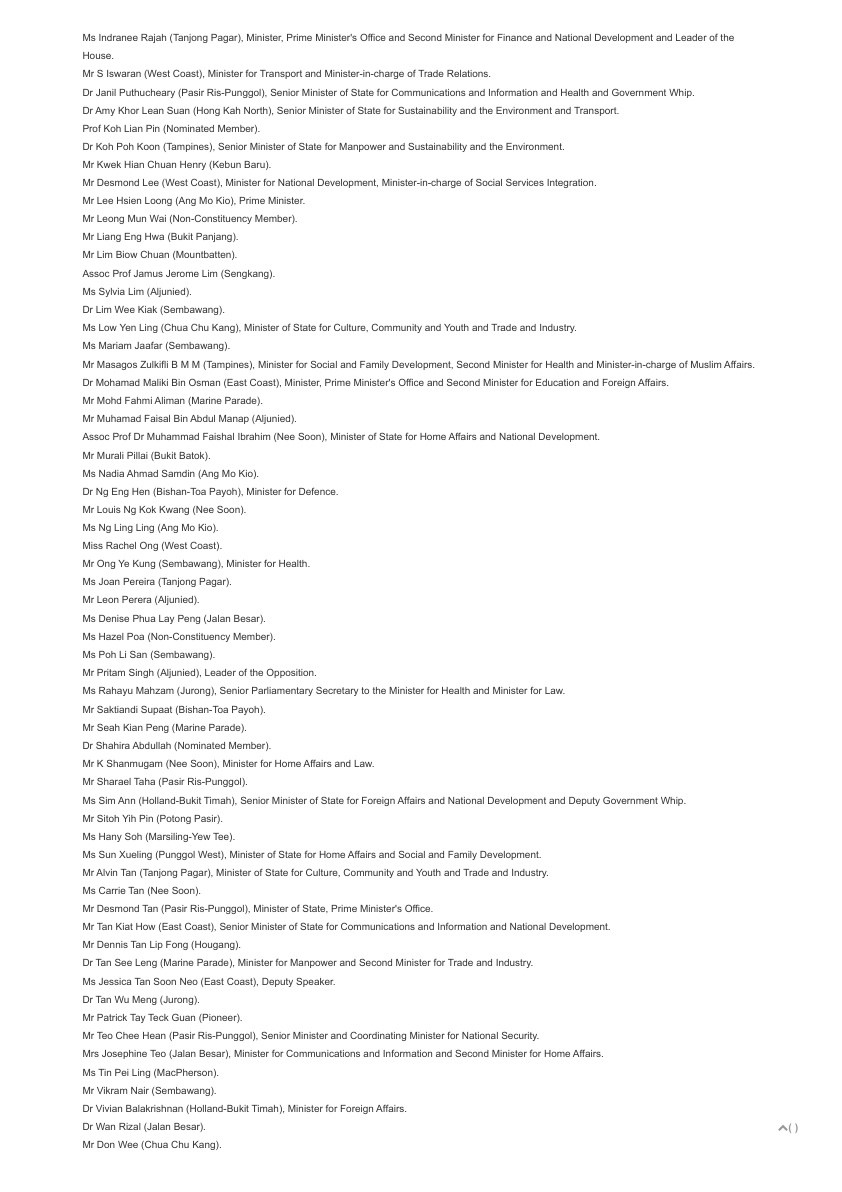 Ms Indranee Rajah (Tanjong Pagar), Minister, Prime Minister's Office and Second Minister for Finance and National Development and Leader of the
House.
Mr S Iswaran (West Coast), Minister for Transport and Minister-in-charge of Trade Relations.
Dr Janil Puthucheary (Pasir Ris-Punggol), Senior Minister of State for Communications and Information and Health and Government Whip.
Dr Amy Khor Lean Suan (Hong Kah North), Senior Minister of State for Sustainability and the Environment and Transport.
Prof Koh Lian Pin (Nominated Member).
Dr Koh Poh Koon (Tampines), Senior Minister of State for Manpower and Sustainability and the Environment.
Mr Kwek Hian Chuan Henry (Kebun Baru).
Mr Desmond Lee (West Coast), Minister for National Development, Minister-in-charge of Social Services Integration.
Mr Lee Hsien Loong (Ang Mo Kio), Prime Minister.
Mr Leong Mun Wai (Non-Constituency Member).
Mr Liang Eng Hwa (Bukit Panjang).
Mr Lim Biow Chuan (Mountbatten).
Assoc Prof Jamus Jerome Lim (Sengkang).
Ms Sylvia Lim (Aljunied).
Dr Lim Wee Kiak (Sembawang).
Ms Low Yen Ling (Chua Chu Kang), Minister of State for Culture, Community and Youth and Trade and Industry.
Ms Mariam Jaafar (Sembawang).
Mr Masagos Zulkifli B M M (Tampines), Minister for Social and Family Development, Second Minister for Health and Minister-in-charge of Muslim Affairs.
Dr Mohamad Maliki Bin Osman (East Coast), Minister, Prime Minister's Office and Second Minister for Education and Foreign Affairs.
Mr Mohd Fahmi Aliman (Marine Parade).
Mr Muhamad Faisal Bin Abdul Manap (Aljunied).
Assoc Prof Dr Muhammad Faishal Ibrahim (Nee Soon), Minister of State for Home Affairs and National Development.
Mr Murali Pillai (Bukit Batok).
Ms Nadia Ahmad Samdin (Ang Mo Kio).
Dr Ng Eng Hen (Bishan-Toa Payoh), Minister for Defence.
Mr Louis Ng Kok Kwang (Nee Soon).
Ms Ng Ling Ling (Ang Mo Kio).
Miss Rachel Ong (West Coast).
Mr Ong Ye Kung (Sembawang), Minister for Health.
Ms Joan Pereira (Tanjong Pagar).
Mr Leon Perera (Aljunied).
Ms Denise Phua Lay Peng (Jalan Besar).
Ms Hazel Poa (Non-Constituency Member).
Ms Poh Li San (Sembawang).
Mr Pritam Singh (Aljunied), Leader of the Opposition.
Ms Rahayu Mahzam (Jurong), Senior Parliamentary Secretary to the Minister for Health and Minister for Law.
Mr Saktiandi Supaat (Bishan-Toa Payoh).
Mr Seah Kian Peng (Marine Parade).
Dr Shahira Abdullah (Nominated Member).
Mr K Shanmugam (Nee Soon), Minister for Home Affairs and Law.
Mr Sharael Taha (Pasir Ris-Punggol).
Ms Sim Ann (Holland-Bukit Timah), Senior Minister of State for Foreign Affairs and National Development and Deputy Government Whip.
Mr Sitoh Yih Pin (Potong Pasir).
Ms Hany Soh (Marsiling-Yew Tee).
Ms Sun Xueling (Punggol West), Minister of State for Home Affairs and Social and Family Development.
Mr Alvin Tan (Tanjong Pagar), Minister of State for Culture, Community and Youth and Trade and Industry.
Ms Carrie Tan (Nee Soon).
Mr Desmond Tan (Pasir Ris-Punggol), Minister of State, Prime Minister's Office.
Mr Tan Kiat How (East Coast), Senior Minister of State for Communications and Information and National Development.
Mr Dennis Tan Lip Fong (Hougang).
Dr Tan See Leng (Marine Parade), Minister for Manpower and Second Minister for Trade and Industry.
Ms Jessica Tan Soon Neo (East Coast), Deputy Speaker.
Dr Tan Wu Meng (Jurong).
Mr Patrick Tay Teck Guan (Pioneer).
Mr Teo Chee Hean (Pasir Ris-Punggol), Senior Minister and Coordinating Minister for National Security.
Mrs Josephine Teo (Jalan Besar), Minister for Communications and Information and Second Minister for Home Affairs.
Ms Tin Pei Ling (MacPherson).
Mr Vikram Nair (Sembawang).
Dr Vivian Balakrishnan (Holland-Bukit Timah), Minister for Foreign Affairs.
Dr Wan Rizal (Jalan Besar).
( )
Mr Don Wee (Chua Chu Kang).